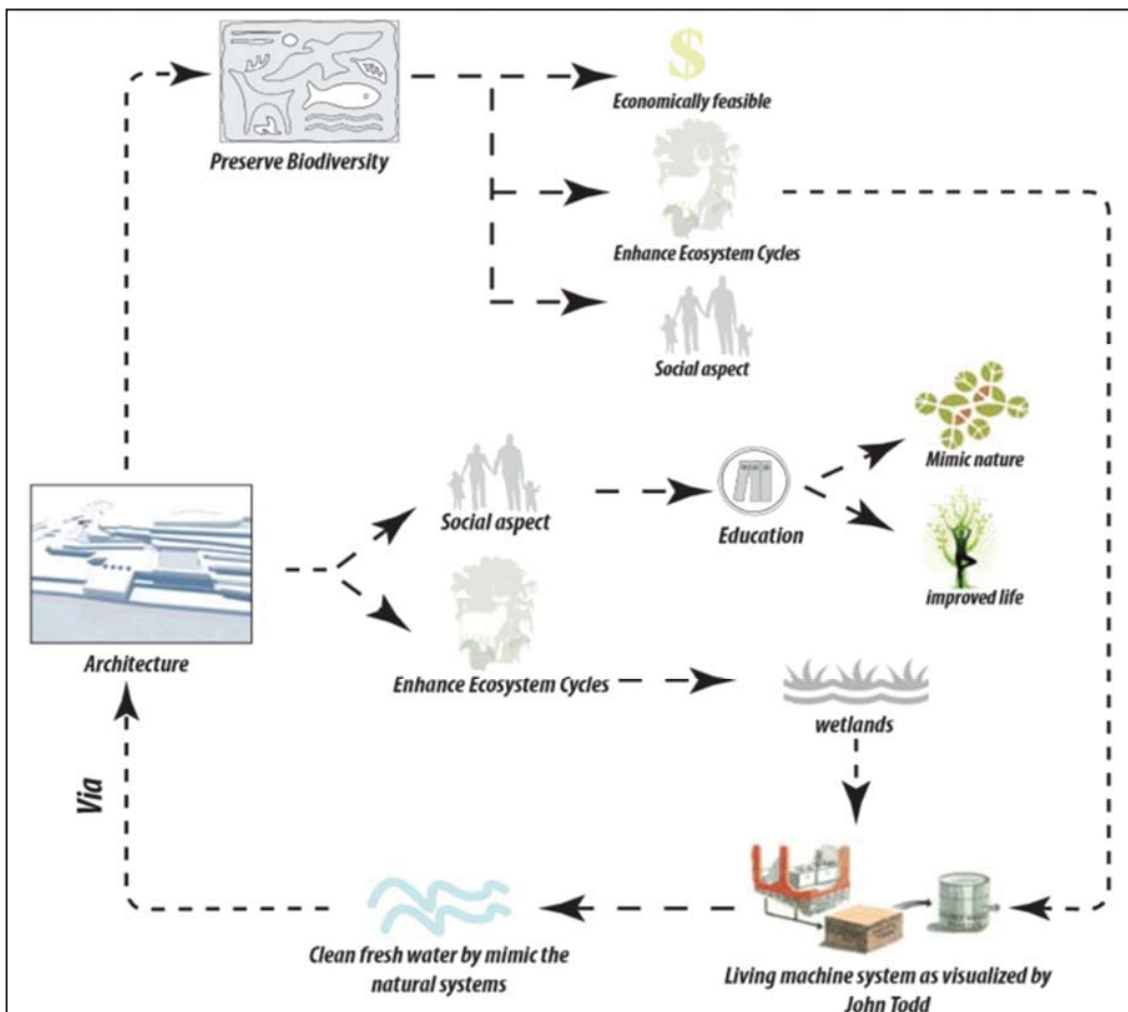 $
Economically feasible
Preserve Biodiversity
Enhance Ecosystem Cycles
Social aspect
Mimic nature
Social aspect
Education
improved life
Architecture
Enhance Ecosystem Cycles
wetlands
Via
Clean fresh water by mimic the
natural systems
Living machine system as visualized by
John Todd